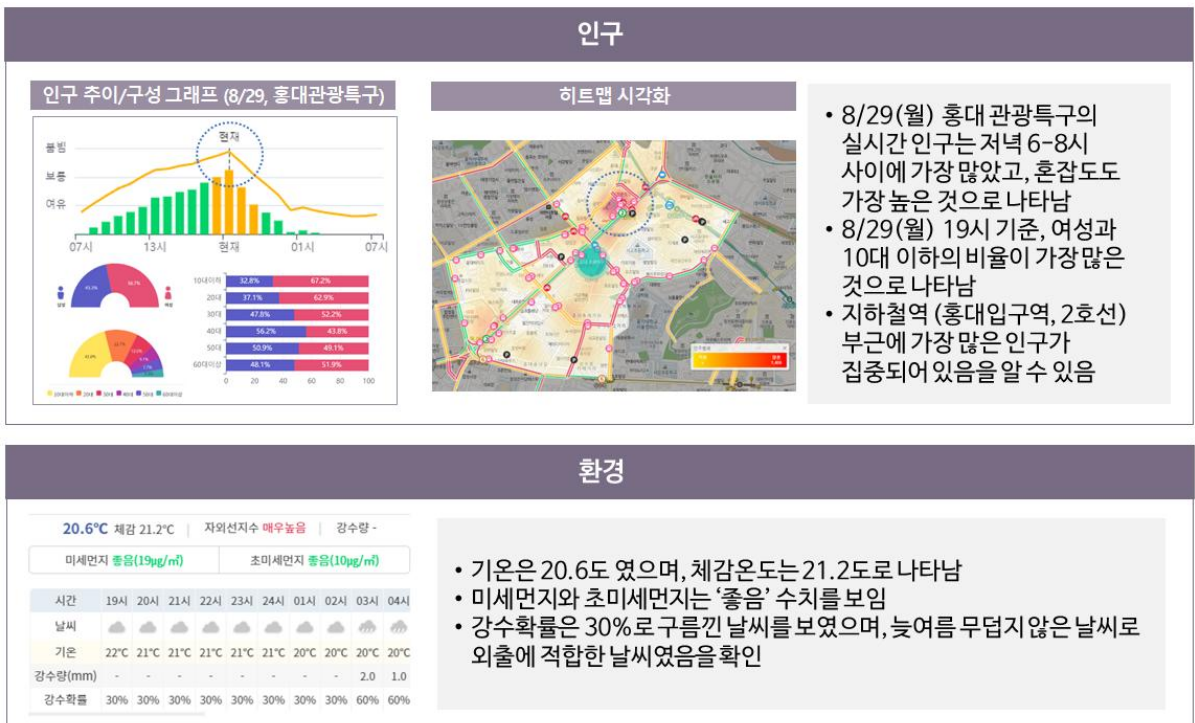 인구
인구 추이/구성 그래프 (8/29, 홍대관광특구)
현재
붐빔
보통
여유
07시 13시 현재 01시 07시
남성
여성
10대이하 32.8% 67.2%
20대 37.1% 62.9%
30대 47.8% 52.2%
40대 56.2% 43.8%
50대 50.9% 49.1%
60대이상 48.1% 51.9%
0 20 40 60 80 100
히트맵 시각화
• 8/29(월) 홍대 관광특구의
실시간 인구는 저녁 6-8시
사이에 가장 많았고, 혼잡도도
가장 높은 것으로 나타남
• 8/29(월) 19시 기준, 여성과
10대 이하의 비율이 가장 많은
것으로 나타남
• 지하철역 (홍대입구역, 2호선)
부근에 가장 많은 인구가
집중되어 있음을 알 수 있음
환경
20.6℃ 체감 21.2℃ | 자외선지수 매우높음 | 강수량 -
미세먼지 좋음(19㎍/㎥) 초미세먼지 좋음(10㎍/㎥)
시간 19시 20시 21시 22시 23시 24시 01시 02시 03시 04시
날씨
기온 22℃ 21℃ 21℃ 21℃ 21℃ 21℃ 20℃ 20℃ 20℃ 20℃
강수량(mm) - - - - - - - - 2.0 1.0
강수확률 30% 30% 30% 30% 30% 30% 30% 30% 60% 60%
• 기온은 20.6도 였으며, 체감온도는 21.2도로 나타남
• 미세먼지와 초미세먼지는 ‘좋음’ 수치를 보임
• 강수확률은 30%로 구름낀 날씨를 보였으며, 늦여름 무덥지 않은 날씨로
외출에 적합한 날씨였음을 확인